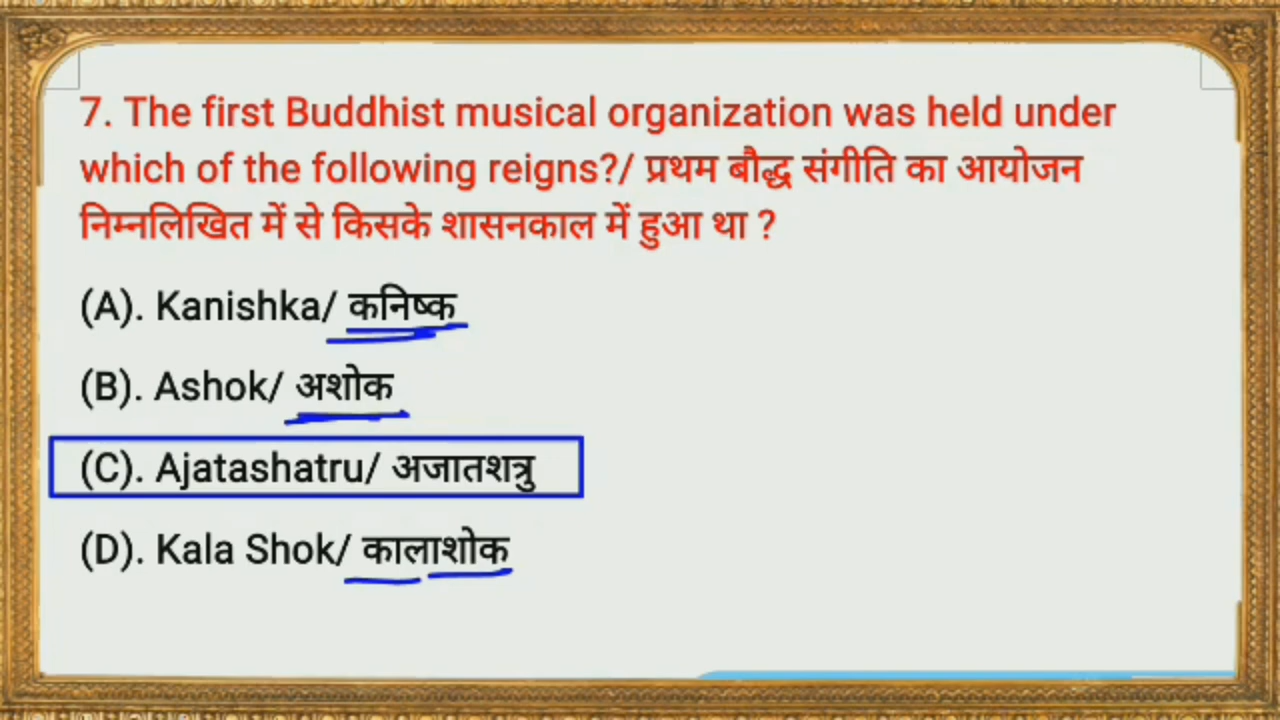 7. The first Buddhist musical organization was held under
which of the following reigns?/ प्रथम बौद्ध संगीति का आयोजन
निम्नलिखित में से किसके शासनकाल में हुआ था ?
(A). Kanishka/ कनिष्क
(B). Ashok/ अशोक
(C). Ajatashatru/ अजातशत्रु
(D). Kala Shok/ कालाशोक